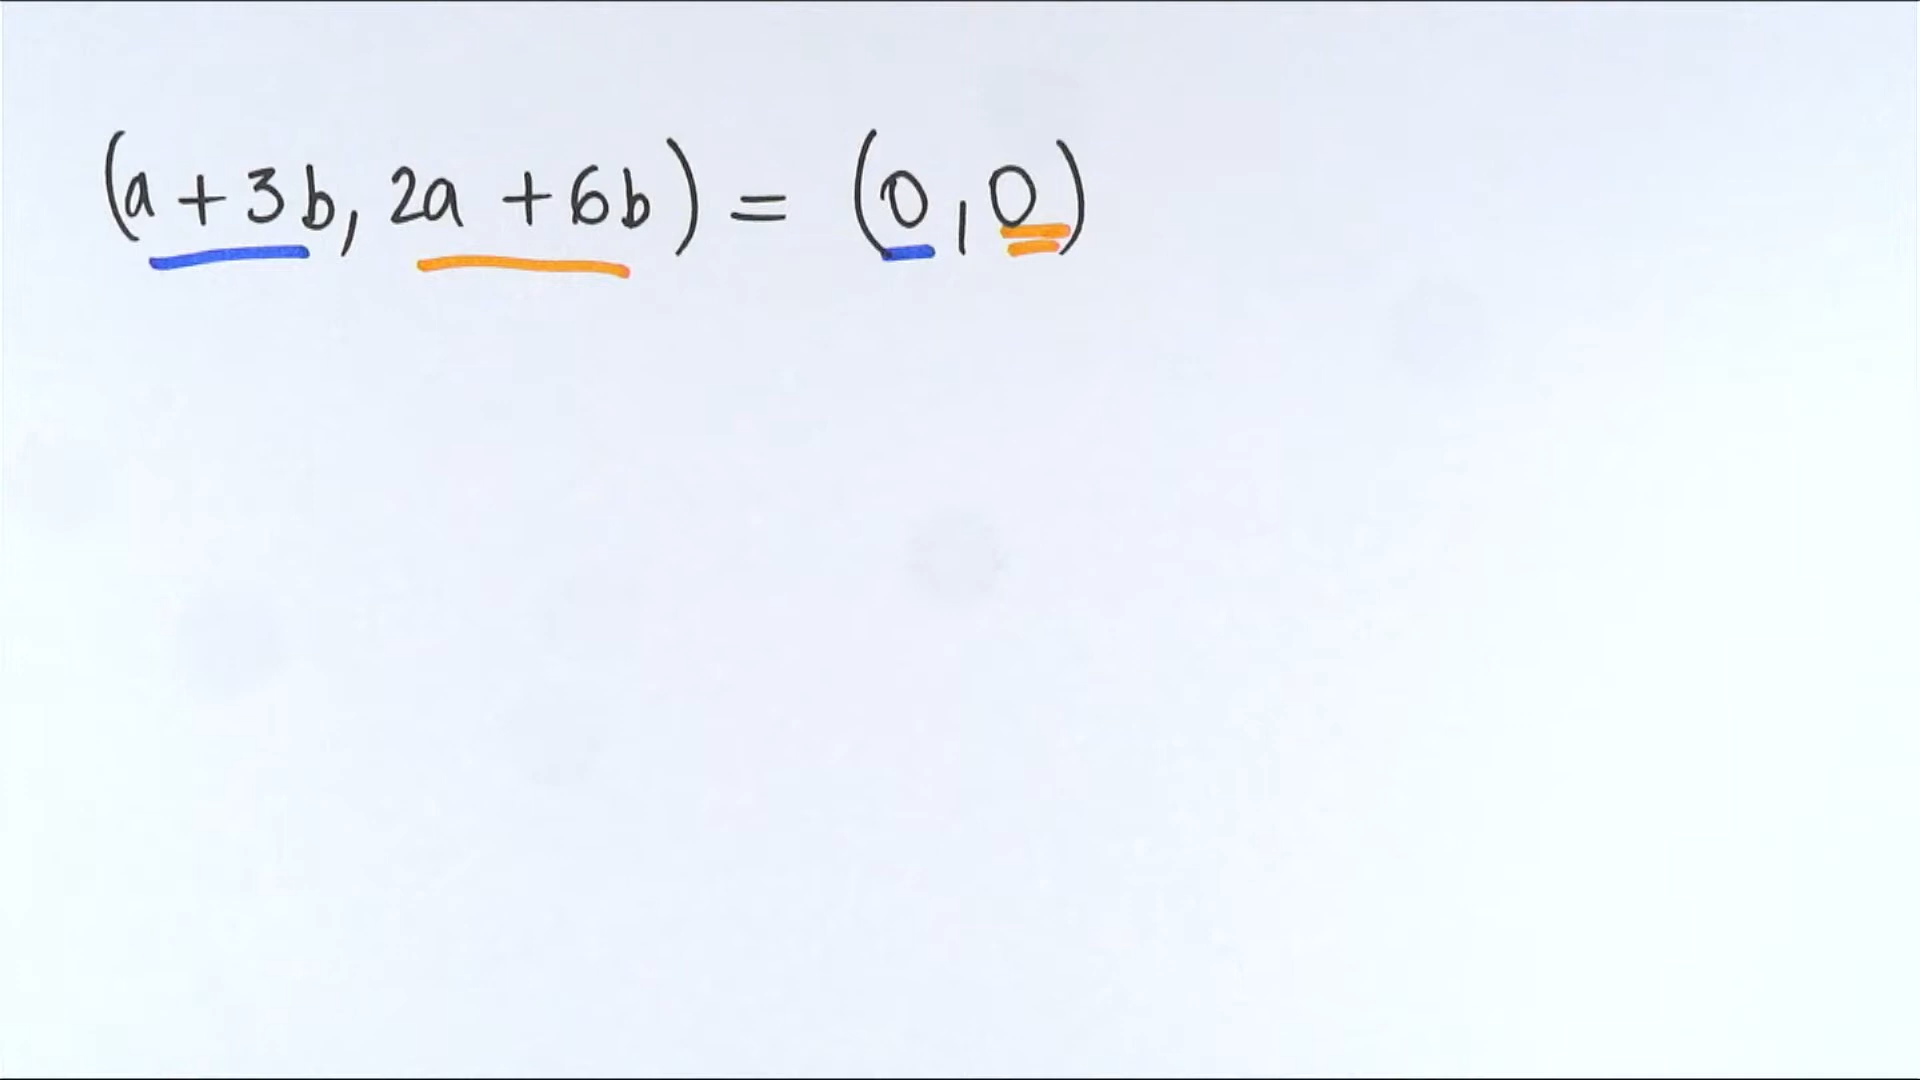 (a + 3b, 2a + 6b) = (0, 0)